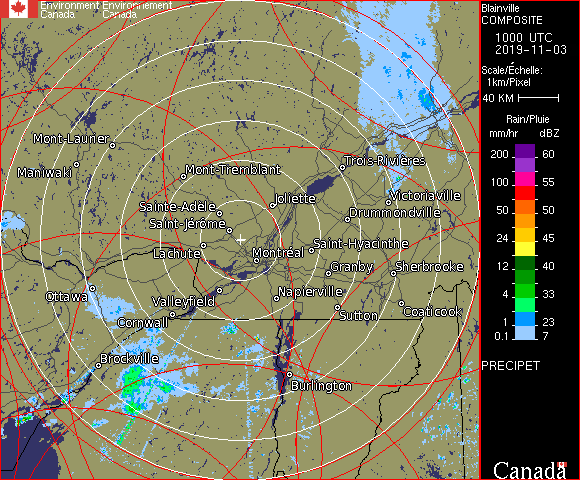 Environment Environnement
Canada Canada
Blainville
COMPOSITE
1000 UTC
2019-11-03
Scale/Échelle:
1km/Pixel
40 KM
Rain/Pluie
mm/hr dBZ
200 60
150 57
100 55
50 50
24 45
12 40
4 33
1 23
0.1 7
PRECIPET
Canada
Mont-Laurier
Maniwaki
Mont-Tremblant
Trois-Rivières
Joliette
Victoriaville
Sainte-Adèle
Drummondville
Saint-Jérôme
Saint-Hyacinthe
Lachute
Montréal
Granby
Sherbrooke
Ottawa
Valleyfield
Napierville
Coaticook
Cornwall
Sutton
Brockville
Burlington